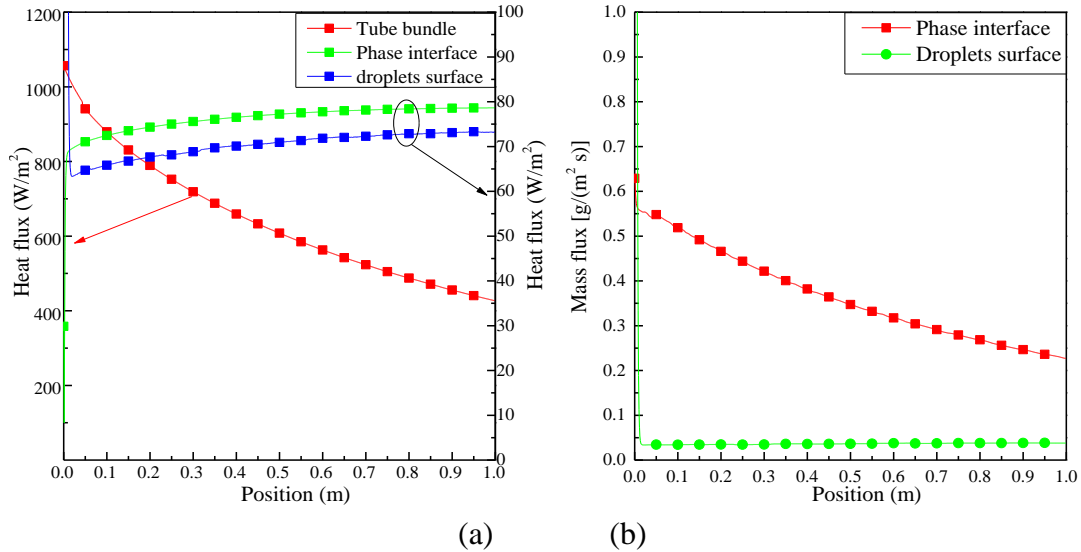 1200
1000
800
600
400
200
Heat flux (W/m²)
100
90
80
70
60
50
40
30
20
10
0
Heat flux (W/m²)
Tube bundle
Phase interface
droplets surface
0.0 0.1 0.2 0.3 0.4 0.5 0.6 0.7 0.8 0.9 1.0
Position (m)
(a)
1.0
0.9
0.8
0.7
0.6
0.5
0.4
0.3
0.2
0.1
0.0
Mass flux [g/(m² s)]
Phase interface
Droplets surface
0.0 0.1 0.2 0.3 0.4 0.5 0.6 0.7 0.8 0.9 1.0
Position (m)
(b)